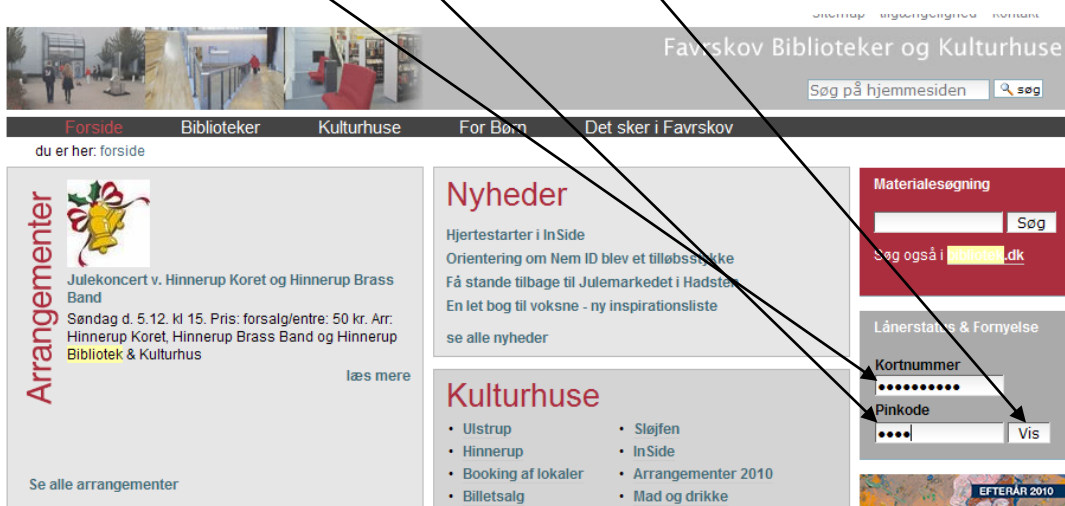 Sitemap tilgængelighed kontakt
Favrskov Biblioteker og Kulturhuse
Søg på hjemmesiden søg
Forside Biblioteker Kulturhuse For Børn Det sker i Favrskov
du er her: forside
Arrangementer
Julekoncert v. Hinnerup Koret og Hinnerup Brass
Band
Søndag d. 5.12. kl 15. Pris: forsalg/entre: 50 kr. Arr:
Hinnerup Koret, Hinnerup Brass Band og Hinnerup
Bibliotek & Kulturhus
læs mere
Se alle arrangementer
Nyheder
Hjertestarter i InSide
Orientering om Nem ID blev et tilløbsstykke
Få stande tilbage til Julemarkedet i Hadsten
En let bog til voksne - ny inspirationsliste
se alle nyheder
Kulturhuse
• Ulstrup
• Hinnerup
• Booking af lokaler
• Billetsalg
• Sløjfen
• InSide
• Arrangementer 2010
• Mad og drikke
Materialesøgning
Søg
Søg også i bibliotek.dk
Lånerstatus & Fornyelse
Kortnummer
••••••••••
Pinkode
••••
Vis
EFTERÅR 2010